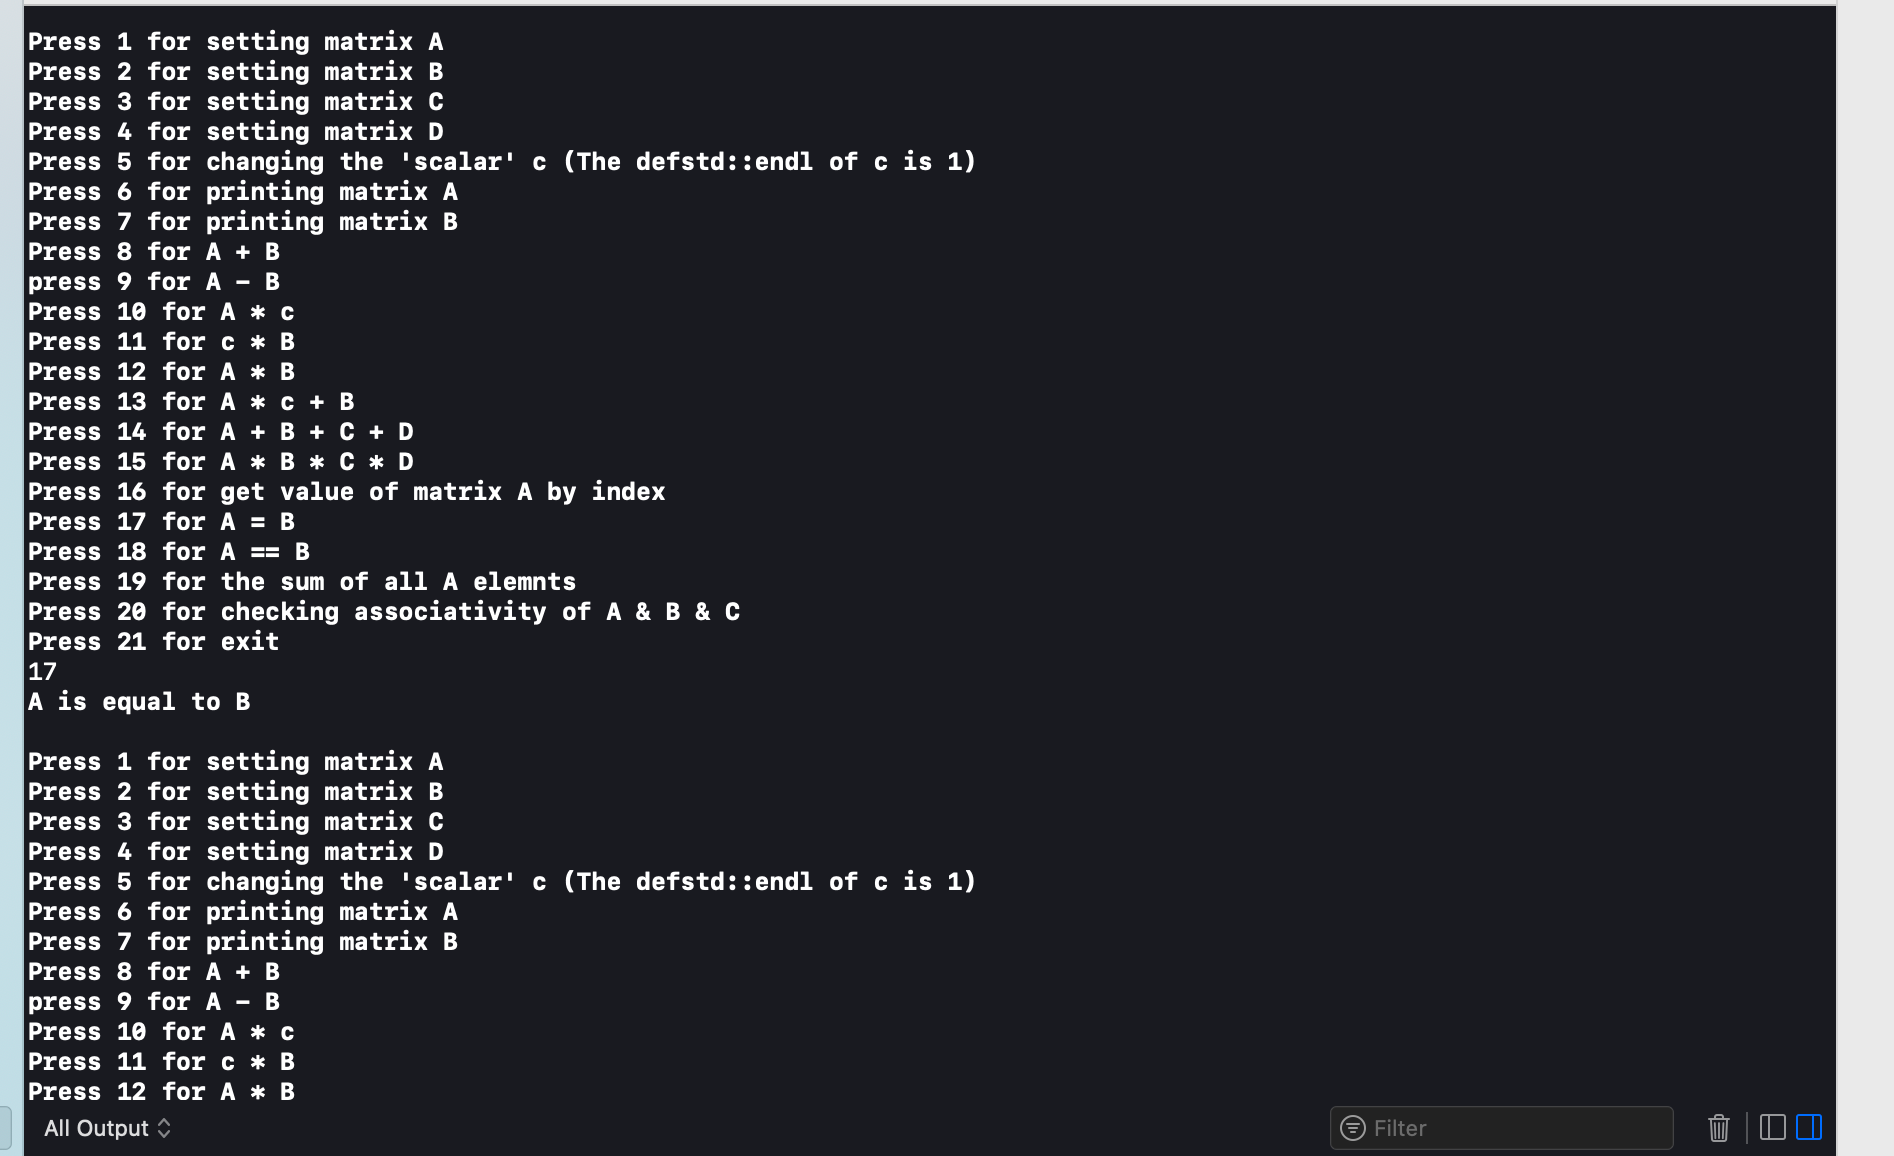 Press 1 for setting matrix A
Press 2 for setting matrix B
Press 3 for setting matrix C
Press 4 for setting matrix D
Press 5 for changing the 'scalar' c (The defstd::endl of c is 1)
Press 6 for printing matrix A
Press 7 for printing matrix B
Press 8 for A + B
press 9 for A - B
Press 10 for A * c
Press 11 for c * B
Press 12 for A * B
Press 13 for A * c + B
Press 14 for A + B + C + D
Press 15 for A * B * C * D
Press 16 for get value of matrix A by index
Press 17 for A = B
Press 18 for A == B
Press 19 for the sum of all A elemnts
Press 20 for checking associativity of A & B & C
Press 21 for exit
17
A is equal to B
Press 1 for setting matrix A
Press 2 for setting matrix B
Press 3 for setting matrix C
Press 4 for setting matrix D
Press 5 for changing the 'scalar' c (The defstd::endl of c is 1)
Press 6 for printing matrix A
Press 7 for printing matrix B
Press 8 for A + B
press 9 for A - B
Press 10 for A * c
Press 11 for c * B
Press 12 for A * B
All Output
Filter